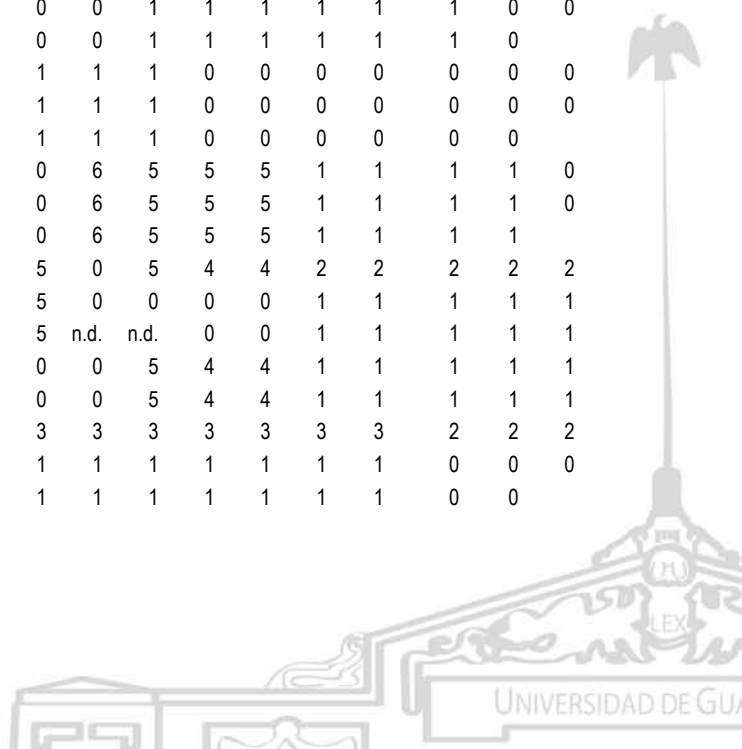 0 0 1 1 1 1 1 1 0 0
0 0 1 1 1 1 1 1 0
1 1 1 0 0 0 0 0 0 0
1 1 1 0 0 0 0 0 0 0
1 1 1 0 0 0 0 0 0
0 6 5 5 5 1 1 1 1 0
0 6 5 5 5 1 1 1 1 0
0 6 5 5 5 1 1 1 1
5 0 5 4 4 2 2 2 2 2
5 0 0 0 0 1 1 1 1 1
5 n.d. n.d. 0 0 1 1 1 1 1
0 0 5 4 4 1 1 1 1 1
0 0 5 4 4 1 1 1 1 1
3 3 3 3 3 3 3 2 2 2
1 1 1 1 1 1 1 0 0 0
1 1 1 1 1 1 1 0 0
LEX
UNIVERSIDAD DE GUA